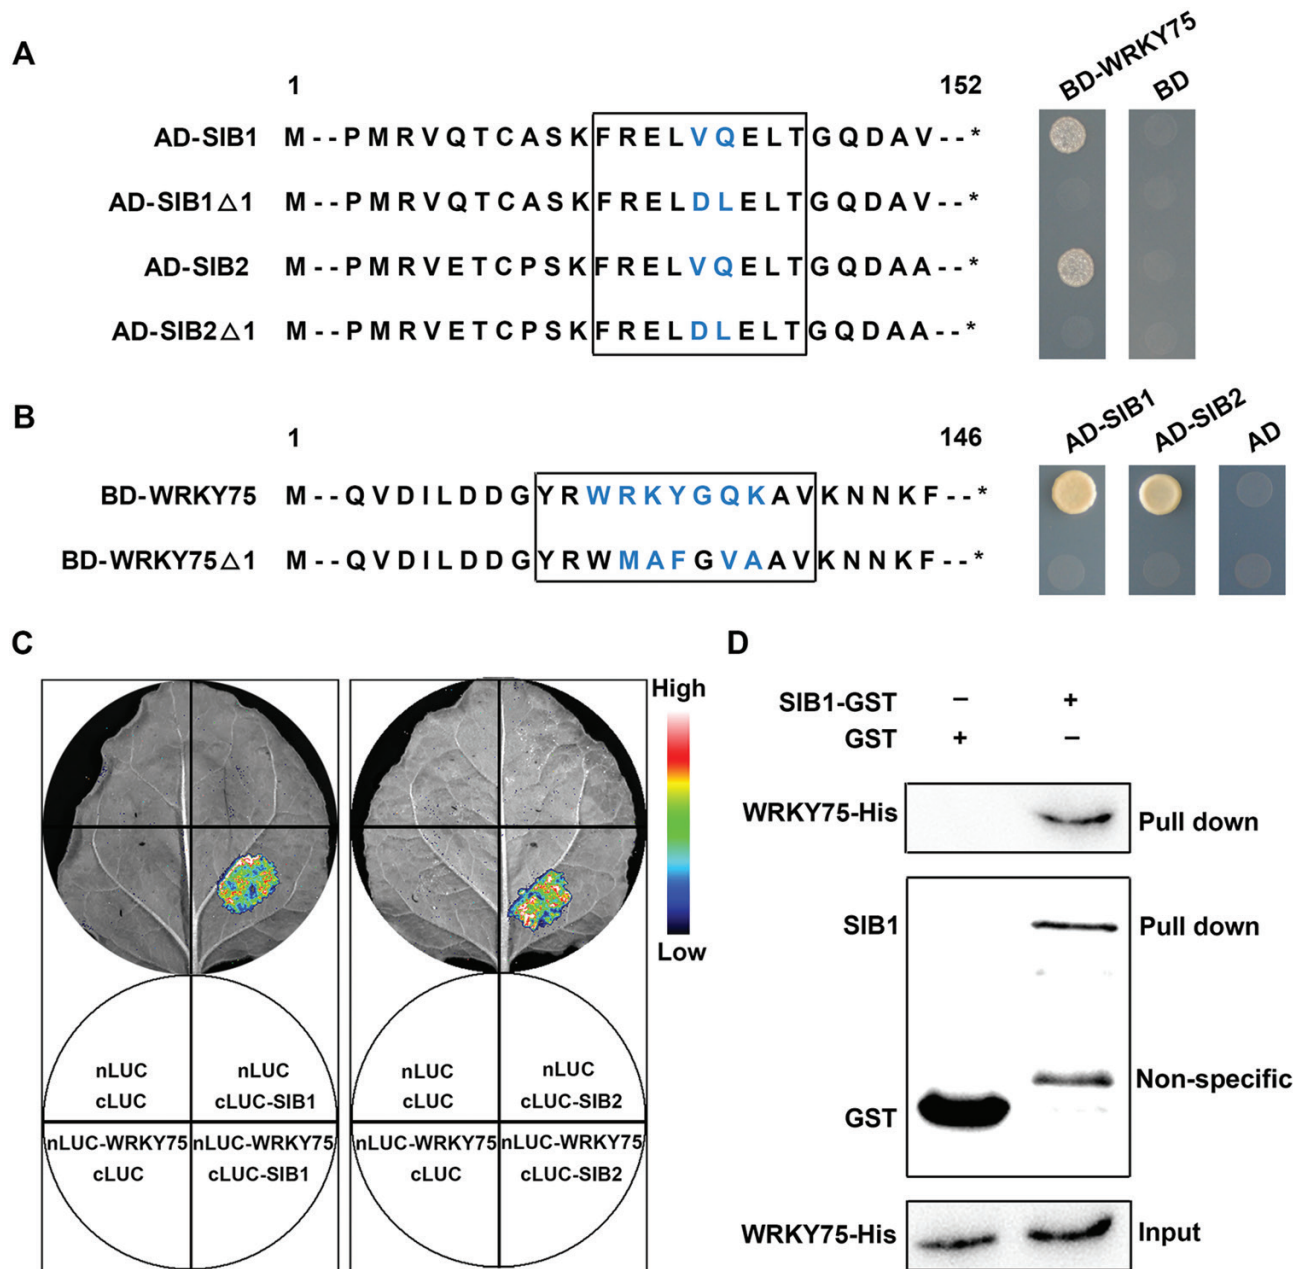 A
1 152
BD-WRKY75 BD
AD-SIB1 M--PMRVQTCASKFRELVQELTGQDAV--*
AD-SIB1△1 M--PMRVQTCASKFRELDLELTGQDAV--*
AD-SIB2 M--PMRVETCPSKFRELVQELTGQDAA--*
AD-SIB2△1 M--PMRVETCPSKFRELDLELTGQDAA--*
B
1 146
AD-SIB1 AD-SIB2 AD
BD-WRKY75 M--QVDILDDGYRWRKYGQKAVKNNKF--*
BD-WRKY75△1 M--QVDILDDGYRWMAFGVAAVKNNKF--*
C
High
Low
nLUC nLUC
cLUC cLUC-SIB1
nLUC-WRKY75 nLUC-WRKY75
cLUC cLUC-SIB1
nLUC nLUC
cLUC cLUC-SIB2
nLUC-WRKY75 nLUC-WRKY75
cLUC cLUC-SIB2
D
SIB1-GST – +
GST + –
WRKY75-His Pull down
SIB1 Pull down
Non-specific
GST
WRKY75-His Input